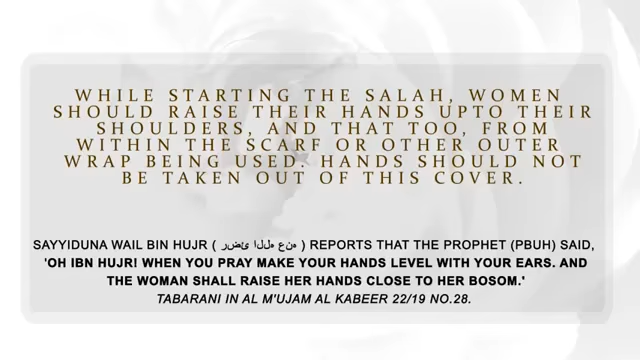 WHILE STARTING THE SALAH, WOMEN
SHOULD RAISE THEIR HANDS UPTO THEIR
SHOULDERS, AND THAT TOO, FROM
WITHIN THE SCARF OR OTHER OUTER
WRAP BEING USED. HANDS SHOULD NOT
BE TAKEN OUT OF THIS COVER.
SAYYIDUNA WAIL BIN HUJR ( رضئ اللہ عنہ ) REPORTS THAT THE PROPHET (PBUH) SAID,
'OH IBN HUJR! WHEN YOU PRAY MAKE YOUR HANDS LEVEL WITH YOUR EARS. AND
THE WOMAN SHALL RAISE HER HANDS CLOSE TO HER BOSOM.'
TABARANI IN AL M'UJAM AL KABEER 22/19 NO.28.